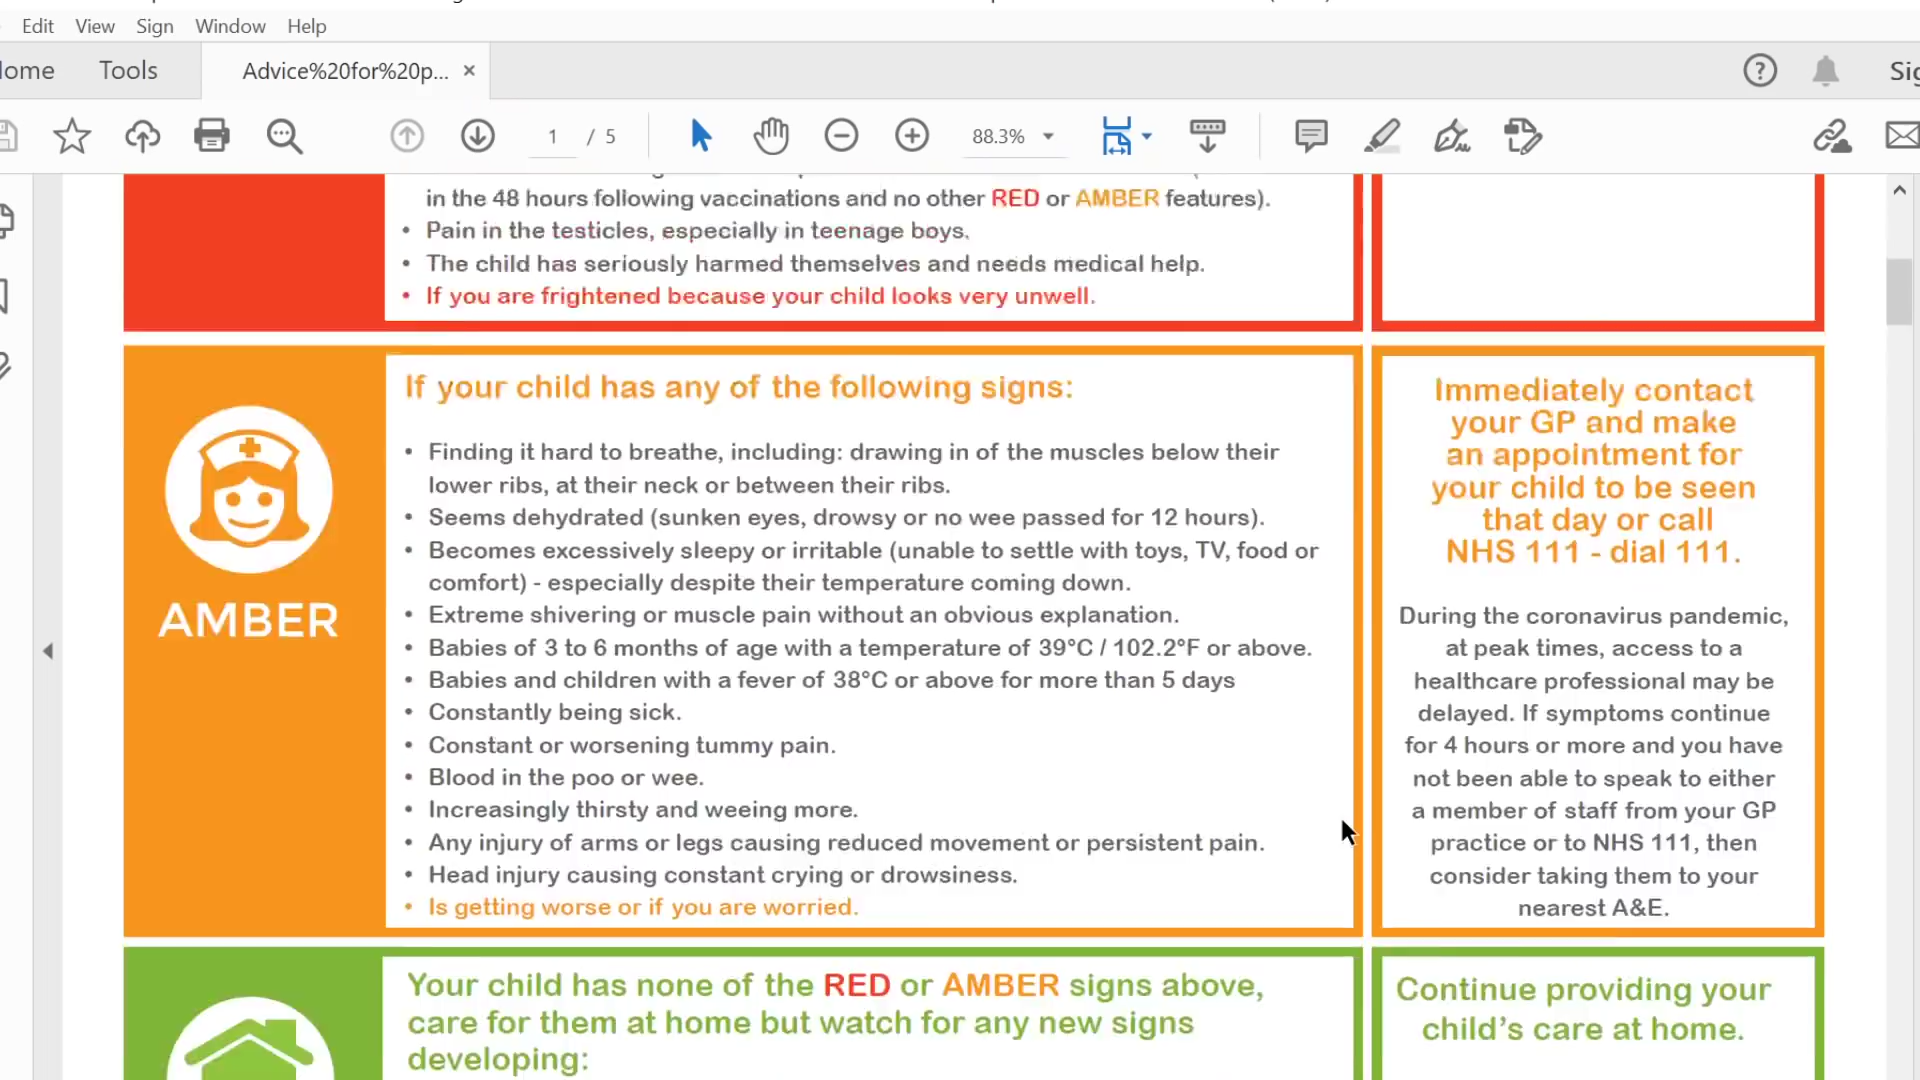 Edit View Sign Window Help
Home Tools Advice%20for%20p... ×
1 / 5 88.3%
in the 48 hours following vaccinations and no other RED or AMBER features).
• Pain in the testicles, especially in teenage boys.
• The child has seriously harmed themselves and needs medical help.
• If you are frightened because your child looks very unwell.
AMBER
If your child has any of the following signs:
• Finding it hard to breathe, including: drawing in of the muscles below their
lower ribs, at their neck or between their ribs.
• Seems dehydrated (sunken eyes, drowsy or no wee passed for 12 hours).
• Becomes excessively sleepy or irritable (unable to settle with toys, TV, food or
comfort) - especially despite their temperature coming down.
• Extreme shivering or muscle pain without an obvious explanation.
• Babies of 3 to 6 months of age with a temperature of 39°C / 102.2°F or above.
• Babies and children with a fever of 38°C or above for more than 5 days
• Constantly being sick.
• Constant or worsening tummy pain.
• Blood in the poo or wee.
• Increasingly thirsty and weeing more.
• Any injury of arms or legs causing reduced movement or persistent pain.
• Head injury causing constant crying or drowsiness.
• Is getting worse or if you are worried.
Immediately contact
your GP and make
an appointment for
your child to be seen
that day or call
NHS 111 - dial 111.
During the coronavirus pandemic,
at peak times, access to a
healthcare professional may be
delayed. If symptoms continue
for 4 hours or more and you have
not been able to speak to either
a member of staff from your GP
practice or to NHS 111, then
consider taking them to your
nearest A&E.
Your child has none of the RED or AMBER signs above,
care for them at home but watch for any new signs
developing:
Continue providing your
child's care at home.